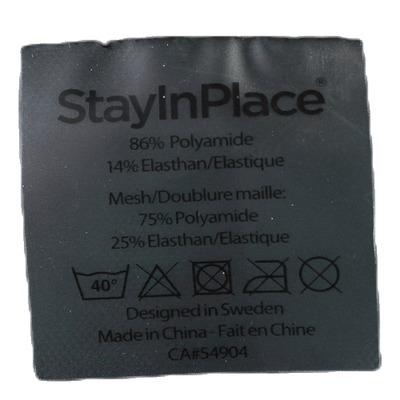 StayInPlace®
86% Polyamide
14% Elasthan/Elastique
Mesh/Doublure maille:
75% Polyamide
25% Elasthan/Elastique
40°
Designed in Sweden
Made in China - Fait en Chine
CA#54904